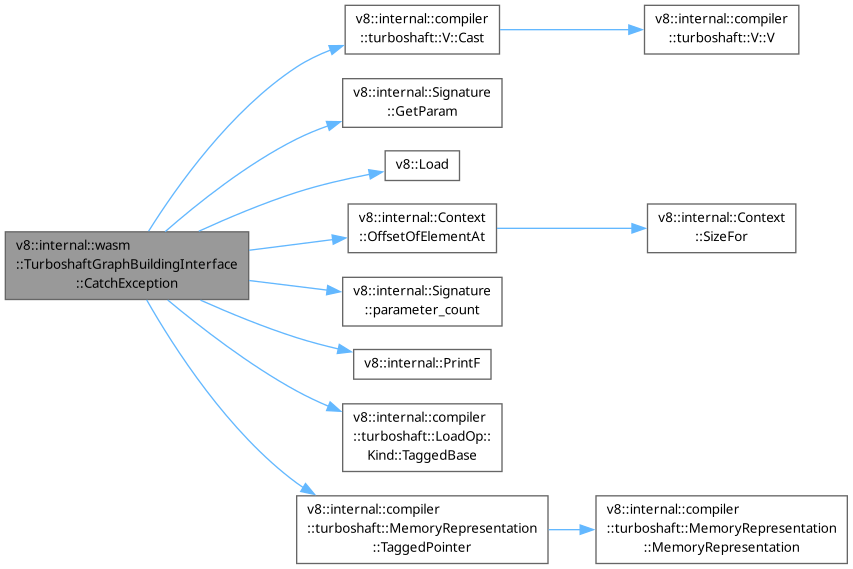 v8::internal::compiler
::turboshaft::V::Cast
v8::internal::compiler
::turboshaft::V::V
v8::internal::Signature
::GetParam
v8::Load
v8::internal::Context
::OffsetOfElementAt
v8::internal::Context
::SizeFor
v8::internal::wasm
::TurboshaftGraphBuildingInterface
::CatchException
v8::internal::Signature
::parameter_count
v8::internal::PrintF
v8::internal::compiler
::turboshaft::LoadOp::
Kind::TaggedBase
v8::internal::compiler
::turboshaft::MemoryRepresentation
::TaggedPointer
v8::internal::compiler
::turboshaft::MemoryRepresentation
::MemoryRepresentation